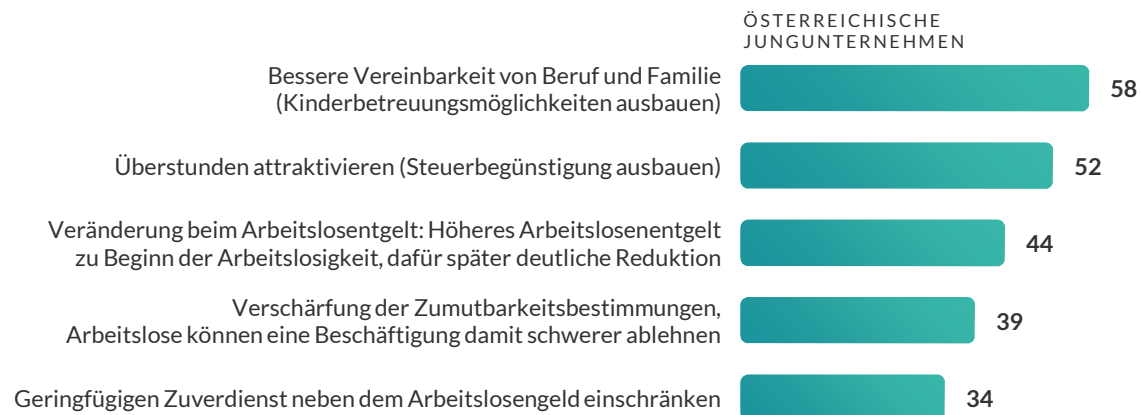 ÖSTERREICHISCHE
JUNGUNTERNEHMEN
Bessere Vereinbarkeit von Beruf und Familie
(Kinderbetreuungsmöglichkeiten ausbauen)
58
Überstunden attraktivieren (Steuerbegünstigung ausbauen)
52
Veränderung beim Arbeitslosentgelt: Höheres Arbeitslosenentgelt
zu Beginn der Arbeitslosigkeit, dafür später deutliche Reduktion
44
Verschärfung der Zumutbarkeitsbestimmungen,
Arbeitslose können eine Beschäftigung damit schwerer ablehnen
39
Geringfügigen Zuverdienst neben dem Arbeitslosengeld einschränken
34